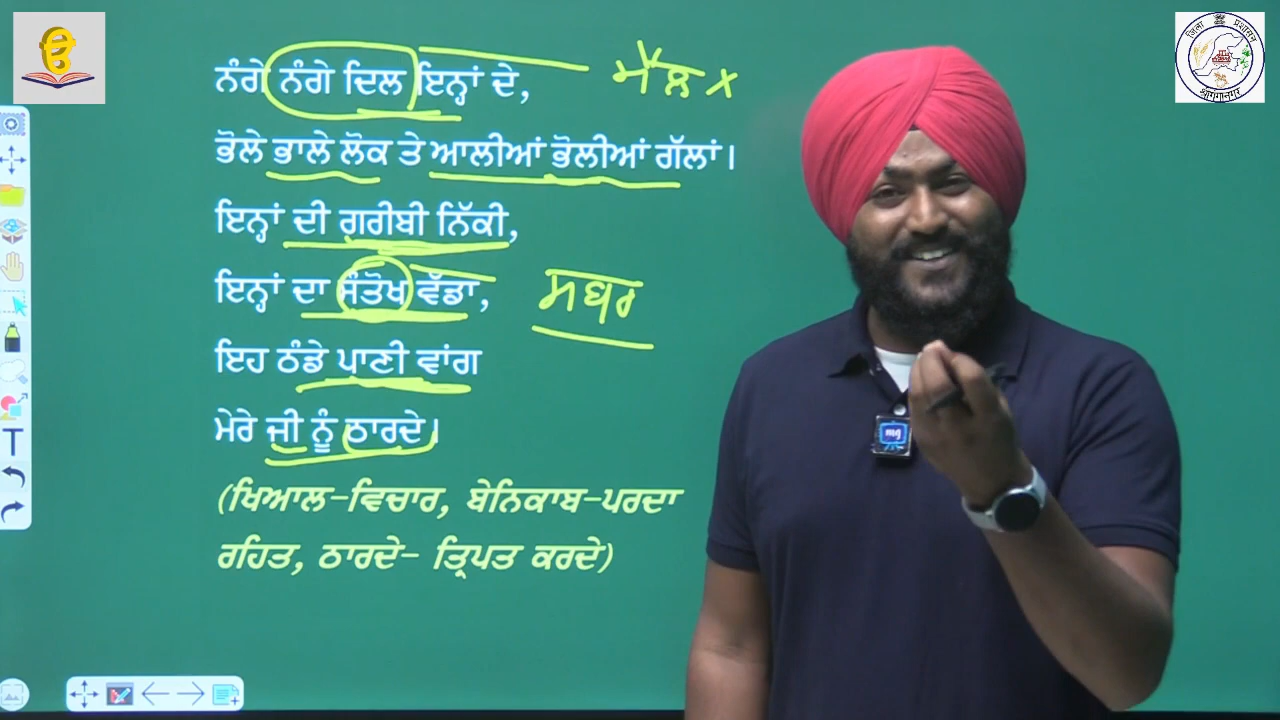 ਨੰਗੇ ਨੰਗੇ ਦਿਲ ਇਨ੍ਹਾਂ ਦੇ,
ਮੈਲ ×
ਭੋਲੇ ਭਾਲੇ ਲੋਕ ਤੇ ਆਲੀਆਂ ਭੋਲੀਆਂ ਗੱਲਾਂ।
ਇਨ੍ਹਾਂ ਦੀ ਗ਼ਰੀਬੀ ਨਿੱਕੀ,
ਇਨ੍ਹਾਂ ਦਾ ਸੰਤੋਖ ਵੱਡਾ,
ਸਬਰ
ਇਹ ਠੰਡੇ ਪਾਣੀ ਵਾਂਗ
ਮੇਰੇ ਜੀ ਨੂੰ ਠਾਰਦੇ।
(ਖਿਆਲ-ਵਿਚਾਰ, ਬੇਨਿਕਾਬ-ਪਰਦਾ
ਰਹਿਤ, ਠਾਰਦੇ- ਤ੍ਰਿਪਤ ਕਰਦੇ)